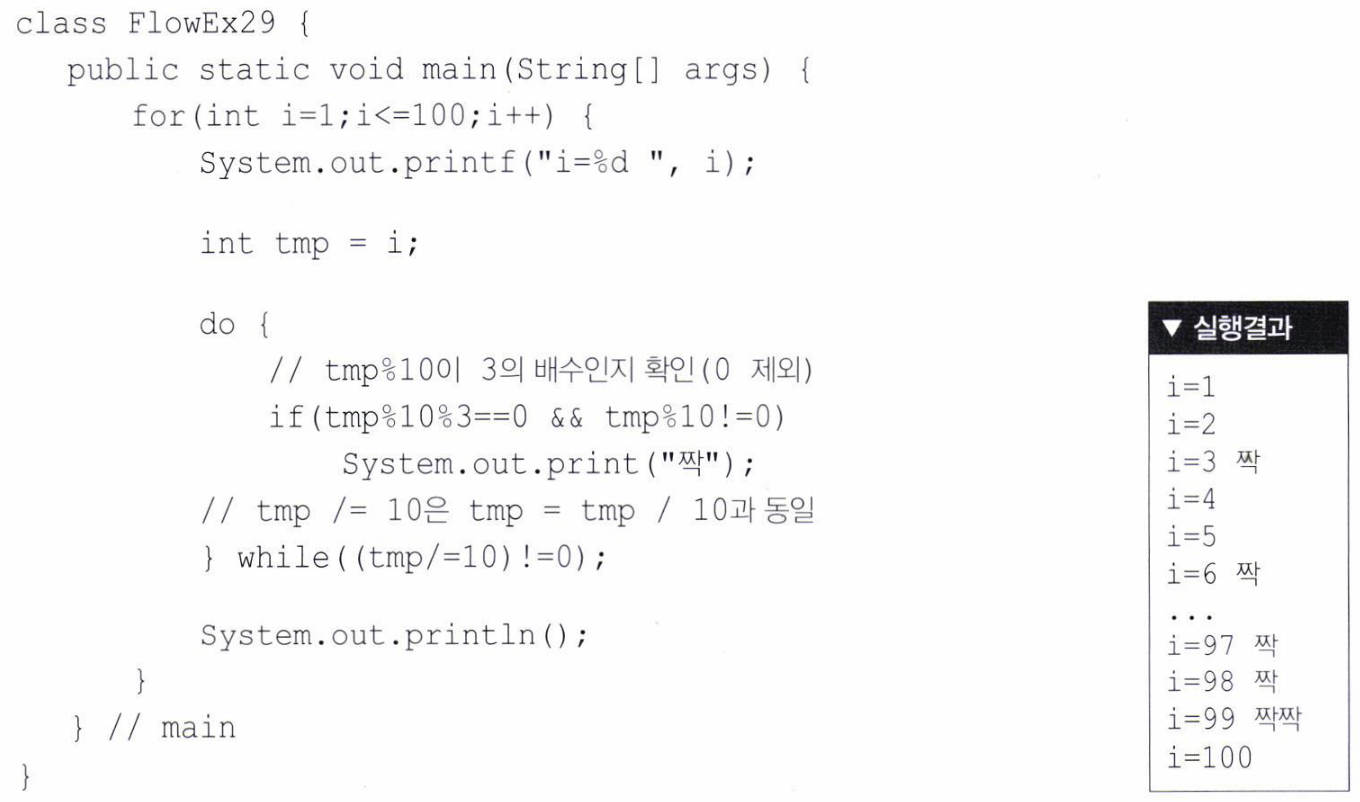 class FlowEx29 {
public static void main(String[] args) {
for(int i=1;i<=100;i++) {
System.out.printf("i=%d ", i);
int tmp = i;
do {
// tmp%10이 3의 배수인지 확인(0 제외)
if(tmp%10%3==0 && tmp%10!=0)
System.out.print("짝");
// tmp /= 10은 tmp = tmp / 10과 동일
} while((tmp/=10)!=0);
System.out.println();
}
} // main
}
▼ 실행결과
i=1
i=2
i=3 짝
i=4
i=5
i=6 짝
...
i=97 짝
i=98 짝
i=99 짝짝
i=100